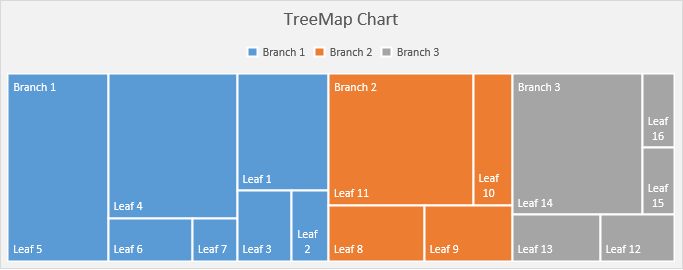 TreeMap Chart
Branch 1 Branch 2 Branch 3
Branch 1
Leaf 5
Leaf 4
Leaf 6
Leaf 7
Leaf 1
Leaf 3
Leaf
2
Branch 2
Leaf 11
Leaf
10
Leaf 8
Leaf 9
Branch 3
Leaf 14
Leaf
16
Leaf
15
Leaf 13
Leaf 12